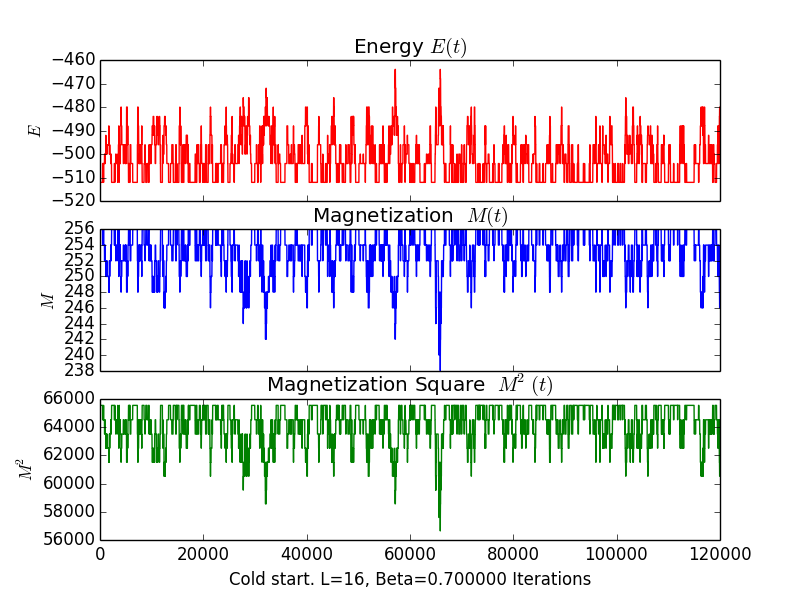 Energy E(t)
−460
−470
−480
−490
−500
−510
−520
E
Magnetization M(t)
256
254
252
250
248
246
244
242
240
238
M
Magnetization Square M² (t)
66000
64000
62000
60000
58000
56000
M²
0 20000 40000 60000 80000 100000 120000
Cold start. L=16, Beta=0.700000 Iterations